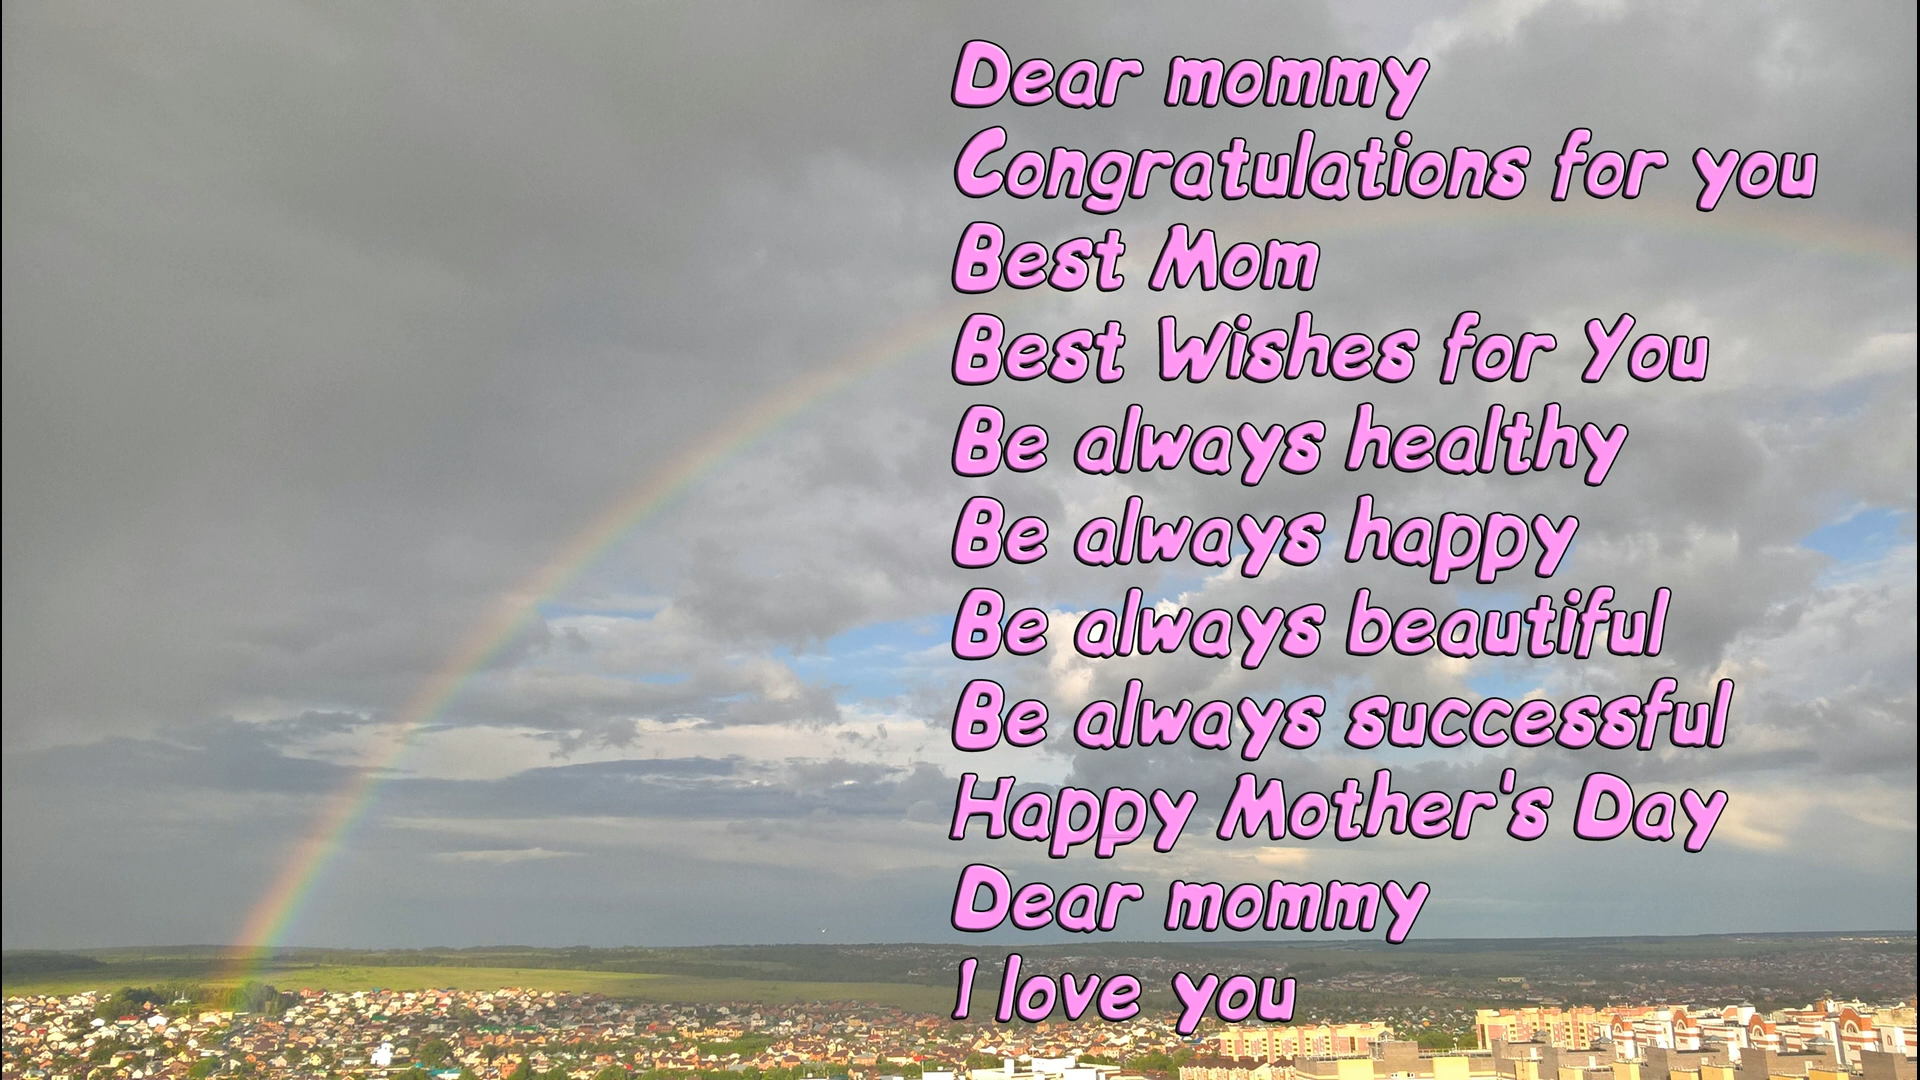 Dear mommy
Congratulations for you
Best Mom
Best Wishes for You
Be always healthy
Be always happy
Be always beautiful
Be always successful
Happy Mother's Day
Dear mommy
I love you